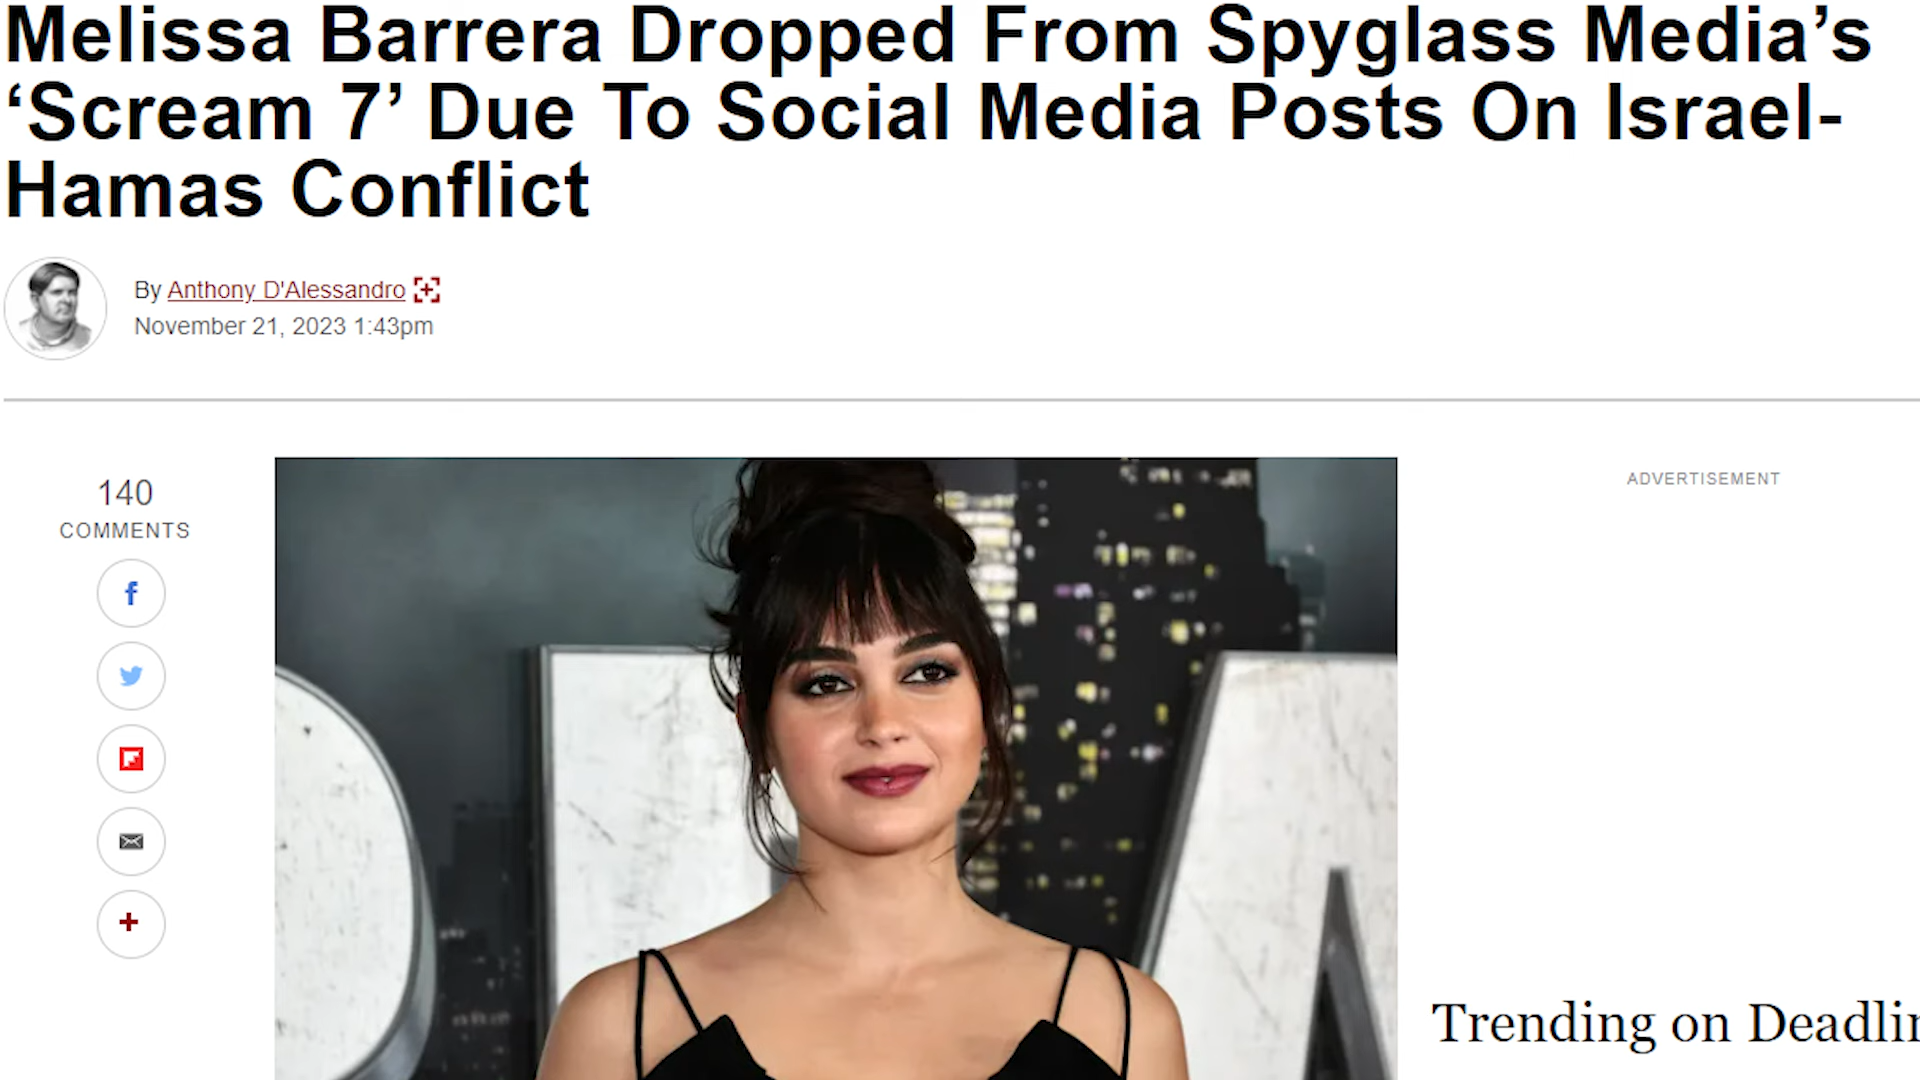 Melissa Barrera Dropped From Spyglass Media’s
‘Scream 7’ Due To Social Media Posts On Israel-
Hamas Conflict
By Anthony D'Alessandro
November 21, 2023 1:43pm
140
COMMENTS
ADVERTISEMENT
Trending on Deadlin